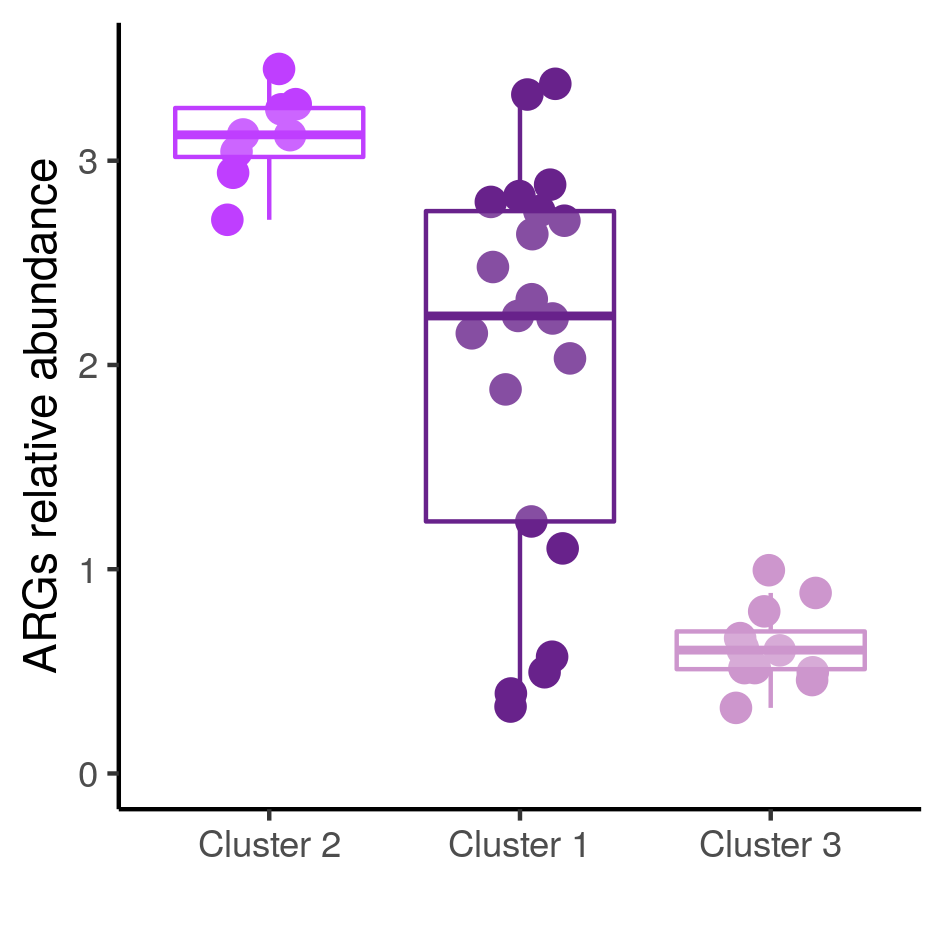 ARGs relative abundance
3
2
1
0
Cluster 2
Cluster 1
Cluster 3